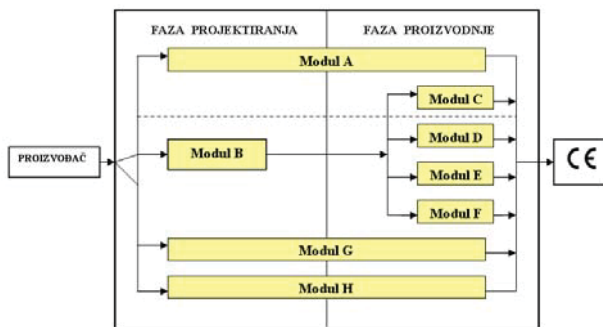 FAZA PROJEKTIRANJA
FAZA PROIZVODNJE
Modul A
Modul C
Modul D
PROIZVOĐAČ
Modul B
CE
Modul E
Modul F
Modul G
Modul H